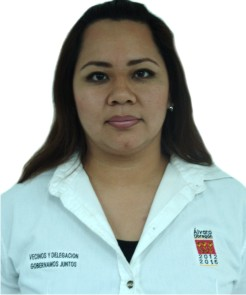 VECINOS Y DELEGACIÓN
GOBERNAMOS JUNTOS
Álvaro
Obregón
2012
2015